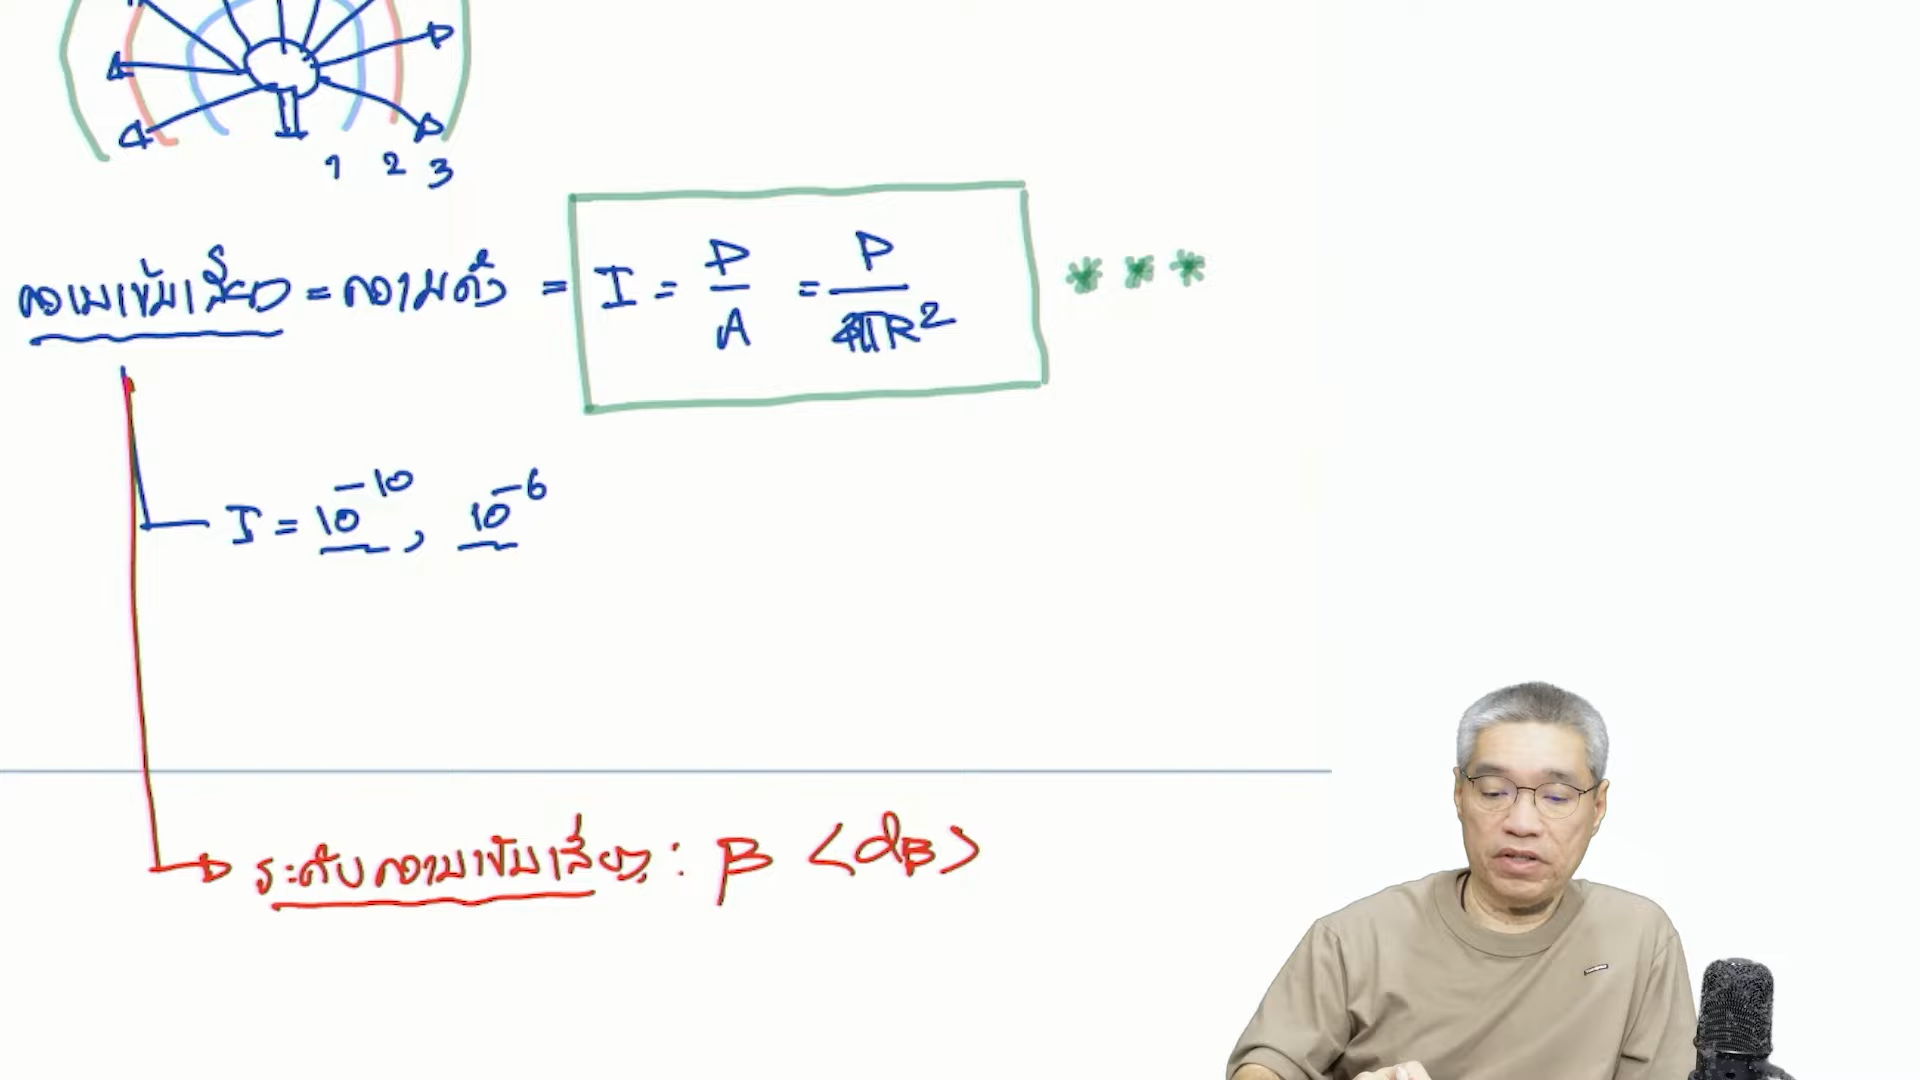 1 2 3
ความเข้มเสียง = ความดัง = I = P/A = P/4πR² ***
I = 10⁻¹⁰, 10⁻⁶
ระดับความเข้มเสียง : β <dB>